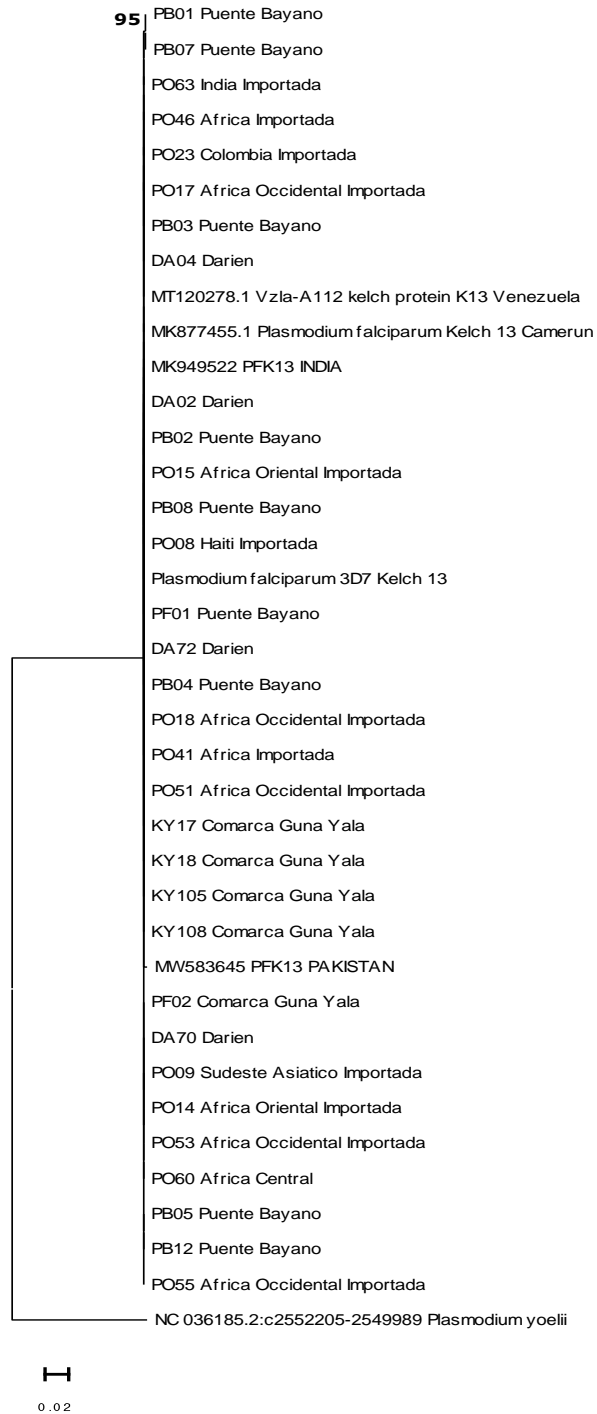 95
PB01 Puente Bayano
PB07 Puente Bayano
PO63 India Importada
PO46 Africa Importada
PO23 Colombia Importada
PO17 Africa Occidental Importada
PB03 Puente Bayano
DA04 Darien
MT120278.1 Vzla-A112 kelch protein K13 Venezuela
MK877455.1 Plasmodium falciparum Kelch 13 Camerun
MK949522 PFK13 INDIA
DA02 Darien
PB02 Puente Bayano
PO15 Africa Oriental Importada
PB08 Puente Bayano
PO08 Haiti Importada
Plasmodium falciparum 3D7 Kelch 13
PF01 Puente Bayano
DA72 Darien
PB04 Puente Bayano
PO18 Africa Occidental Importada
PO41 Africa Importada
PO51 Africa Occidental Importada
KY17 Comarca Guna Yala
KY18 Comarca Guna Yala
KY105 Comarca Guna Yala
KY108 Comarca Guna Yala
MW583645 PFK13 PAKISTAN
PF02 Comarca Guna Yala
DA70 Darien
PO09 Sudeste Asiatico Importada
PO14 Africa Oriental Importada
PO53 Africa Occidental Importada
PO60 Africa Central
PB05 Puente Bayano
PB12 Puente Bayano
PO55 Africa Occidental Importada
NC 036185.2:c2552205-2549989 Plasmodium yoelii
0.02